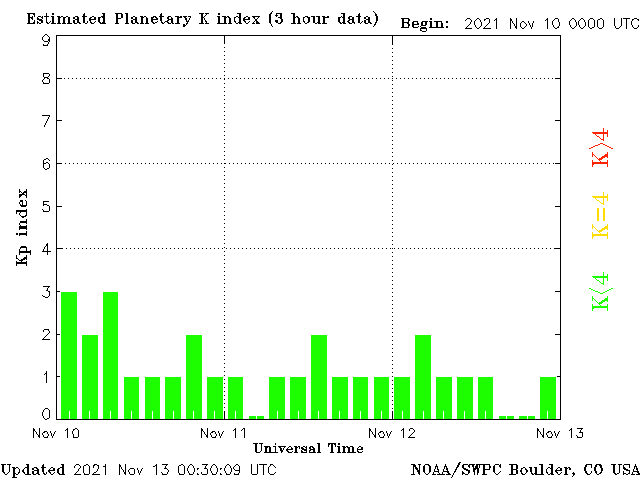 Estimated Planetary K index (3 hour data) Begin: 2021 Nov 10 0000 UTC
9
8
7
6
5
4
3
2
1
0
Kp index
K>4
K=4
K<4
Nov 10 Nov 11 Nov 12 Nov 13
Universal Time
Updated 2021 Nov 13 00:30:09 UTC NOAA/SWPC Boulder, CO USA